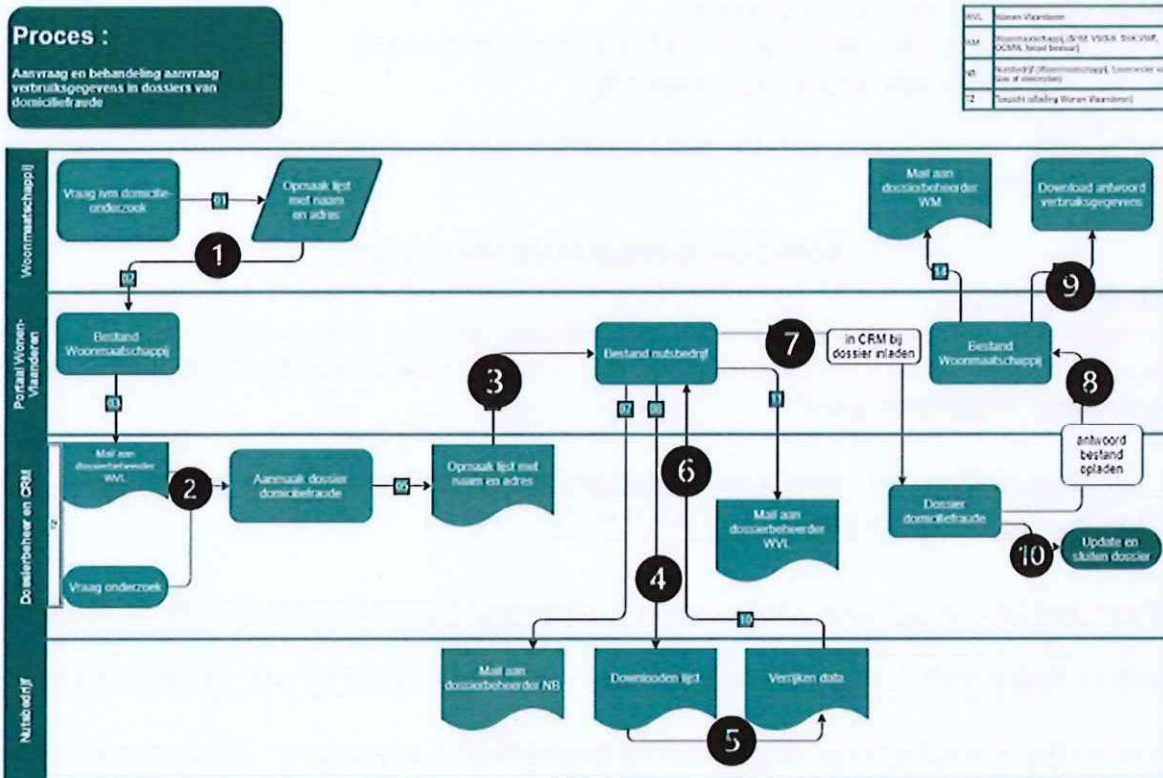 Proces :
Aanvraag en behandeling aanvraag
verbruiksgegevens in dossiers van
domiciliefraude
WVL
Wonen Vlaanderen
WM
NB
TZ
Toezicht (afdeling Wonen Vlaanderen)
Woonmaatschappij
Vraag ivm domicilie-
onderzoek
01
Opmaak lijst
met naam
en adres
1
02
Mail aan
dossierbeheerder
WM
Download antwoord
verbruiksgegevens
9
Portaal Wonen-
Vlaanderen
Bestand
Woonmaatschappij
03
3
Bestand nutsbedrijf
7
in CRM bij
dossier inladen
Bestand
Woonmaatschappij
8
07
08
6
Dossierbeheer en CRM
TZ
Mail aan
dossierbeheerder
WVL
2
Vraag onderzoek
Aanmaak dossier
domiciliefraude
05
Opmaak lijst met
naam en adres
4
Mail aan
dossierbeheerder
WVL
antwoord
bestand
opladen
Dossier
domiciliefraude
10
Update en
sluiten dossier
10
Nutsbedrijf
Mail aan
dossierbeheerder NB
Downloaden lijst
5
Verrijken data